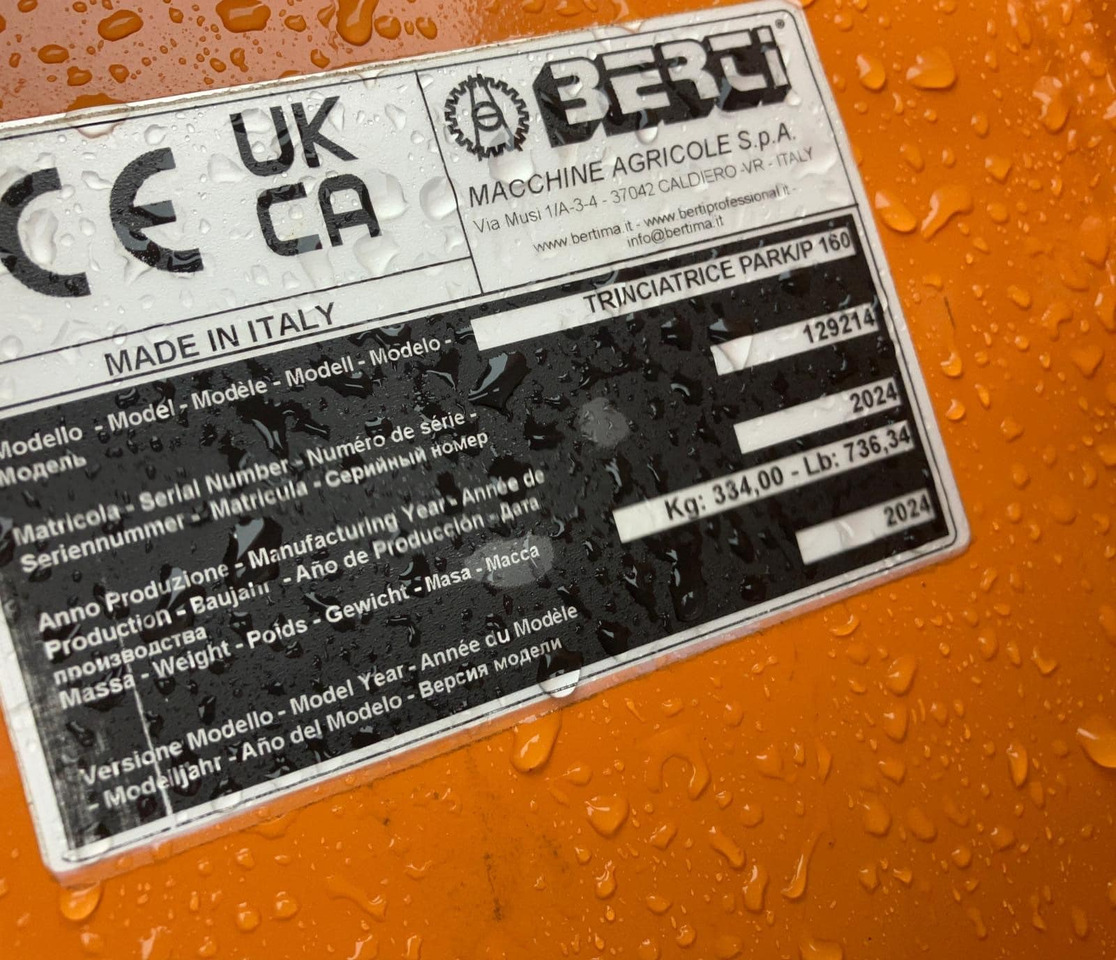 CE
UK
CA
BERTi®
MACCHINE AGRICOLE S.p.A.
Via Musi 1/A-3-4 - 37042 CALDIERO -VR - ITALY
www.bertima.it - www.bertiprofessional.it -
info@bertima.it
MADE IN ITALY
Modello - Model - Modèle - Modell - Modelo -
Модель
TRINCIATRICE PARK/P 160
Matricola - Serial Number - Numéro de série -
Seriennummer - Matricula - Серийный номер
129214
Anno Produzione - Manufacturing Year - Année de
Production - Baujahr - Año de Producción - Дата
производства
2024
Massa - Weight - Poids - Gewicht - Masa - Масса
Kg: 334,00 - Lb: 736,34
Versione Modello - Model Year - Année du Modèle
- Modelljahr - Año del Modelo - Версия модели
2024